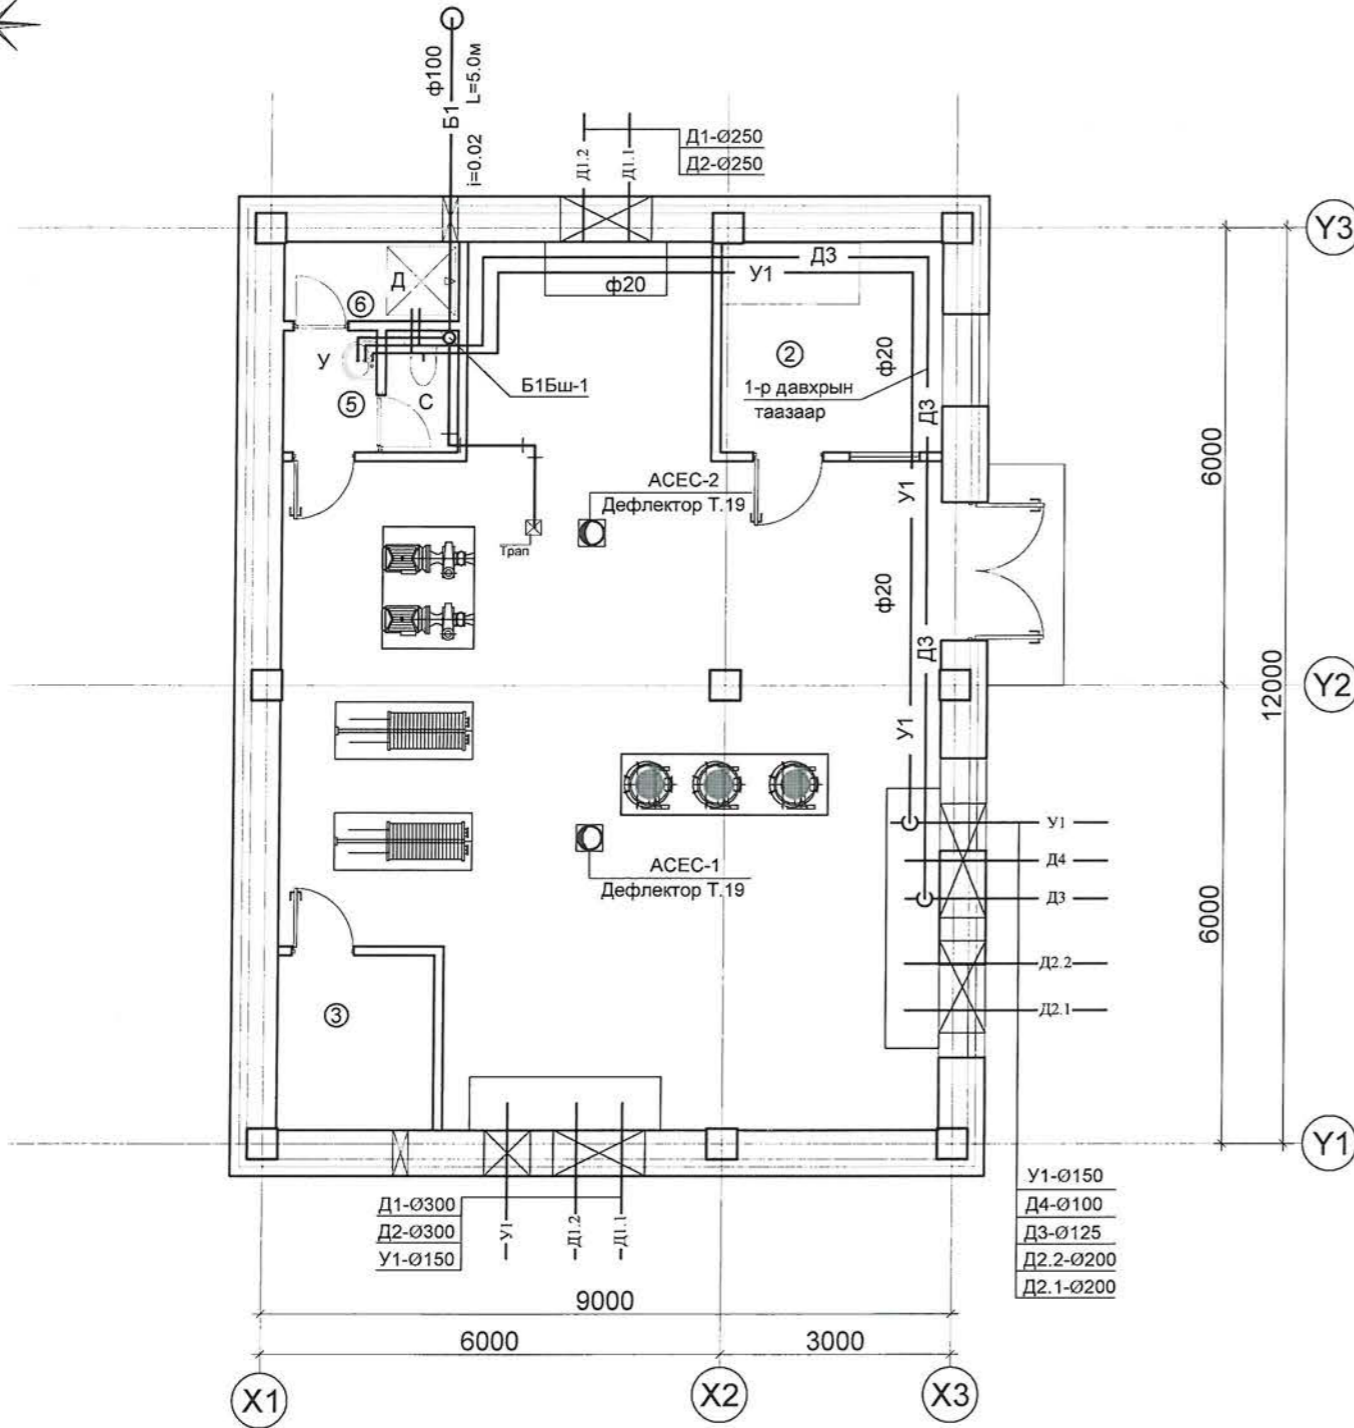 ф100
L=5.0м
Б1
i=0.02
Д1.2
Д1.1
Д1-Ø250
Д2-Ø250
Y3
Д3
У1
Д
ф20
6
У
5
С
Б1Бш-1
2
1-р давхрын
таазаар
ф20
Д3
6000
АСЕС-2
Дефлектор Т.19
Трап
У1
ф20
Д3
12000
Y2
У1
У1
Д4
Д3
АСЕС-1
Дефлектор Т.19
6000
Д2.2
Д2.1
3
Y1
Д1-Ø300
Д2-Ø300
У1-Ø150
У1
Д1.2
Д1.1
У1-Ø150
Д4-Ø100
Д3-Ø125
Д2.2-Ø200
Д2.1-Ø200
9000
6000
3000
X1
X2
X3